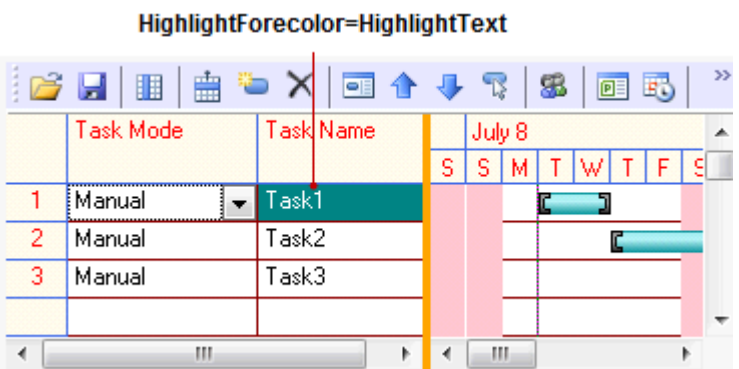 HighlightForecolor=HighlightText
Task Mode Task Name July 8
S S M T W T F S
1 Manual Task1
2 Manual Task2
3 Manual Task3